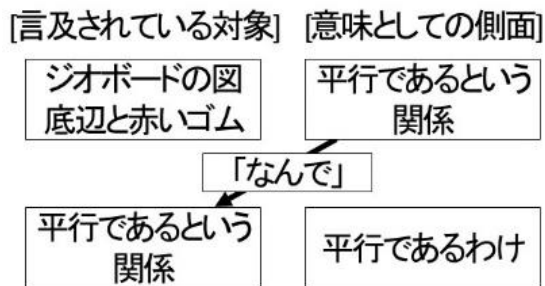 [言及されている対象] [意味としての側面]
ジオボードの図
底辺と赤いゴム
平行であるという
関係
「なんで」
平行であるという
関係
平行であるわけ